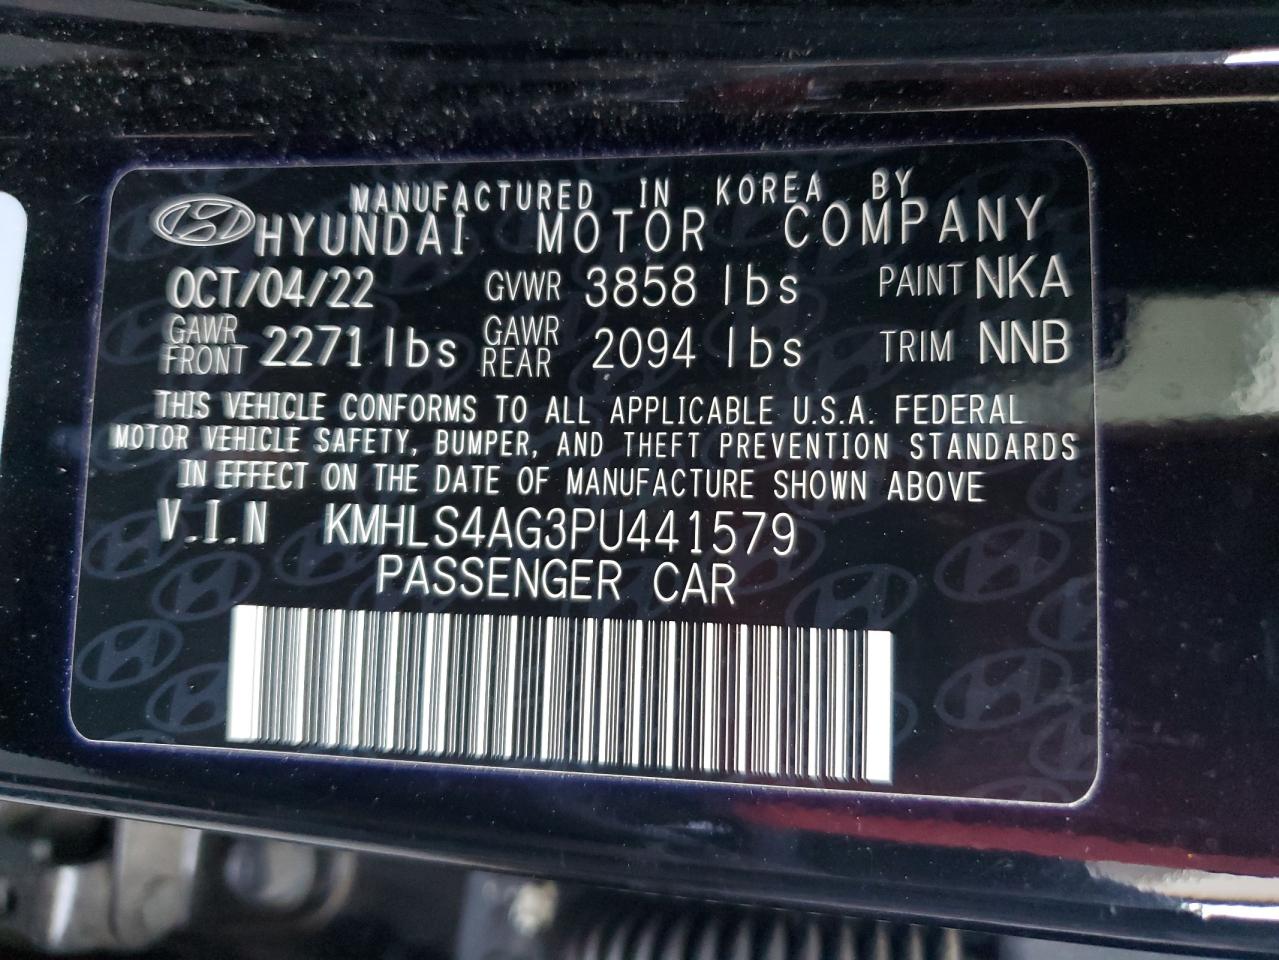 MANUFACTURED IN KOREA BY
HYUNDAI MOTOR COMPANY
OCT/04/22 GVWR 3858 lbs PAINT NKA
GAWR FRONT 2271 lbs GAWR REAR 2094 lbs TRIM NNB
THIS VEHICLE CONFORMS TO ALL APPLICABLE U.S.A. FEDERAL
MOTOR VEHICLE SAFETY, BUMPER, AND THEFT PREVENTION STANDARDS
IN EFFECT ON THE DATE OF MANUFACTURE SHOWN ABOVE
V.I.N KMHLS4AG3PU441579
PASSENGER CAR